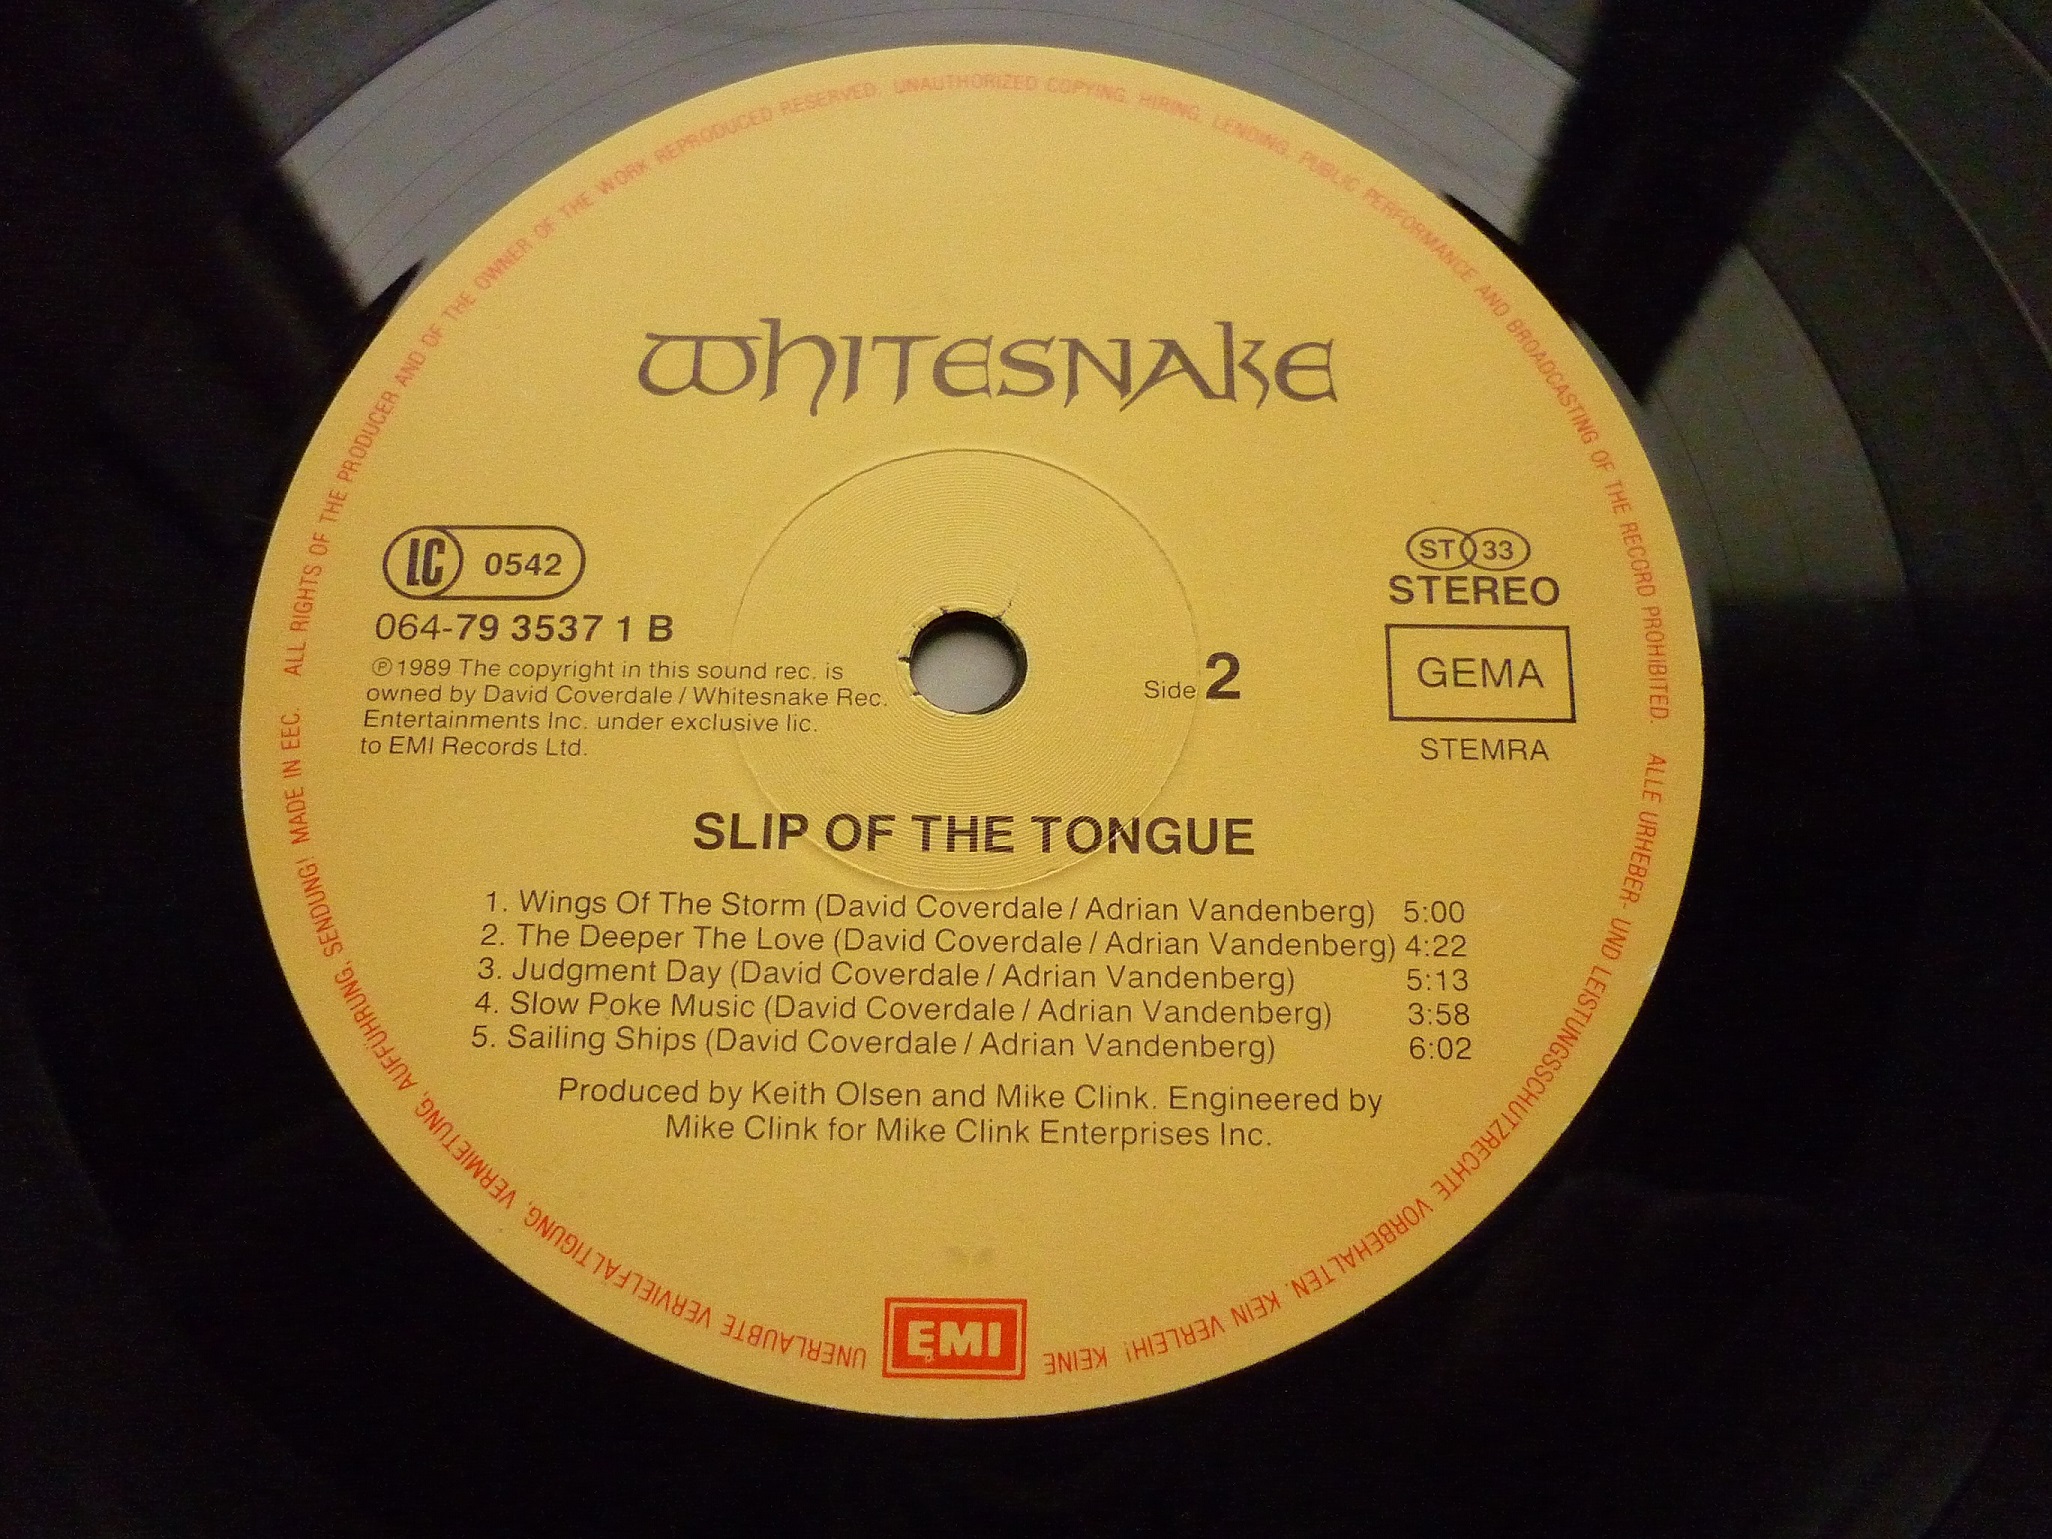 WHITESNAKE
LC 0542
064-79 3537 1 B
℗1989 The copyright in this sound rec. is
owned by David Coverdale / Whitesnake Rec.
Entertainments Inc. under exclusive lic.
to EMI Records Ltd.
Side 2
ST 33
STEREO
GEMA
STEMRA
SLIP OF THE TONGUE
1. Wings Of The Storm (David Coverdale / Adrian Vandenberg) 5:00
2. The Deeper The Love (David Coverdale / Adrian Vandenberg) 4:22
3. Judgment Day (David Coverdale / Adrian Vandenberg) 5:13
4. Slow Poke Music (David Coverdale / Adrian Vandenberg) 3:58
5. Sailing Ships (David Coverdale / Adrian Vandenberg) 6:02
Produced by Keith Olsen and Mike Clink. Engineered by
Mike Clink for Mike Clink Enterprises Inc.
EMI
ALL RIGHTS OF THE PRODUCER AND OF THE OWNER OF THE WORK REPRODUCED RESERVED. UNAUTHORIZED COPYING, HIRING, LENDING, PUBLIC PERFORMANCE AND BROADCASTING OF THE RECORD PROHIBITED.
ALLE URHEBER- UND LEISTUNGSSCHUTZRECHTE VORBEHALTEN. KEIN VERLEIH! KEINE UNERLAUBTE VERVIELFÄLTIGUNG, VERMIETUNG, AUFFÜHRUNG, SENDUNG! MADE IN EEC.